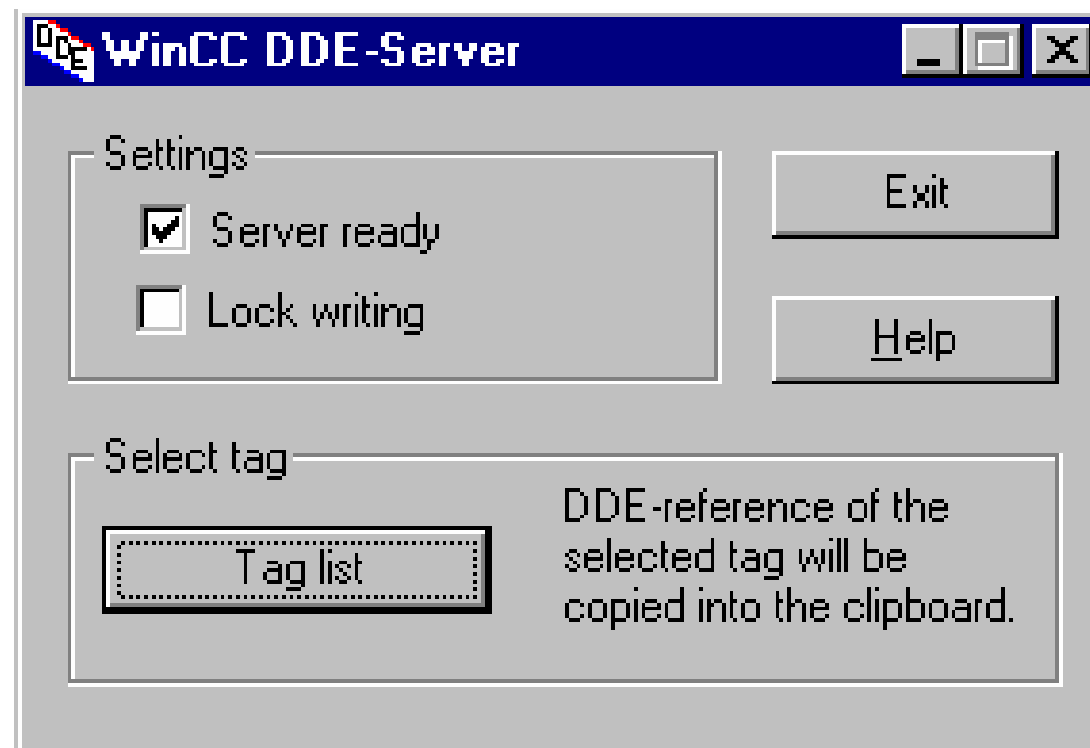 DDE WinCC DDE-Server
Settings
Server ready
Lock writing
Exit
Help
Select tag
Tag list
DDE-reference of the
selected tag will be
copied into the clipboard.